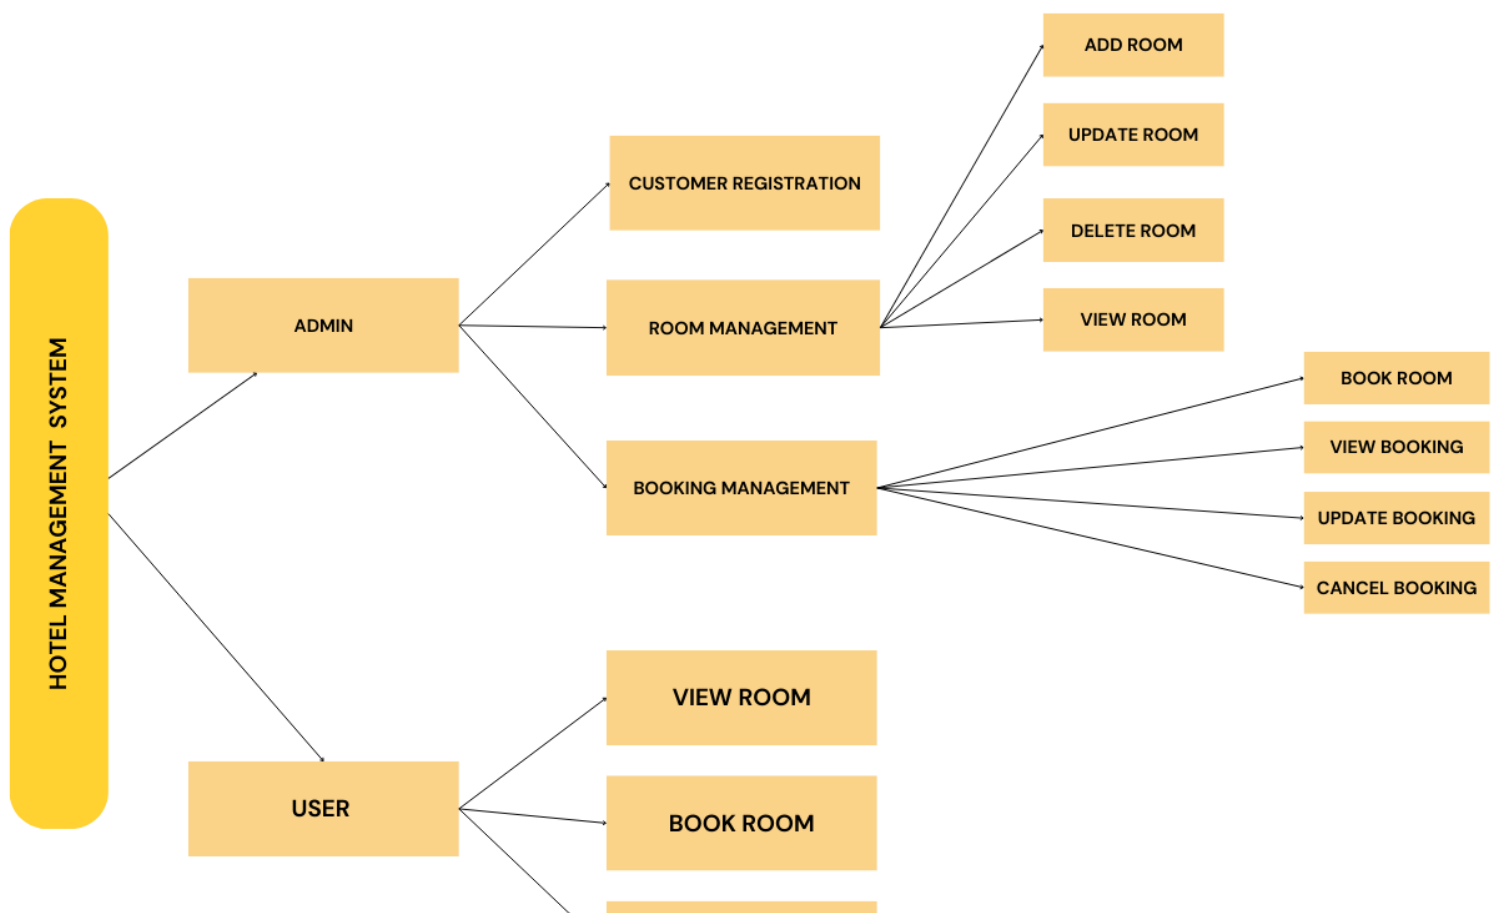 HOTEL MANAGEMENT SYSTEM
ADMIN
CUSTOMER REGISTRATION
ROOM MANAGEMENT
ADD ROOM
UPDATE ROOM
DELETE ROOM
VIEW ROOM
BOOKING MANAGEMENT
BOOK ROOM
VIEW BOOKING
UPDATE BOOKING
CANCEL BOOKING
USER
VIEW ROOM
BOOK ROOM